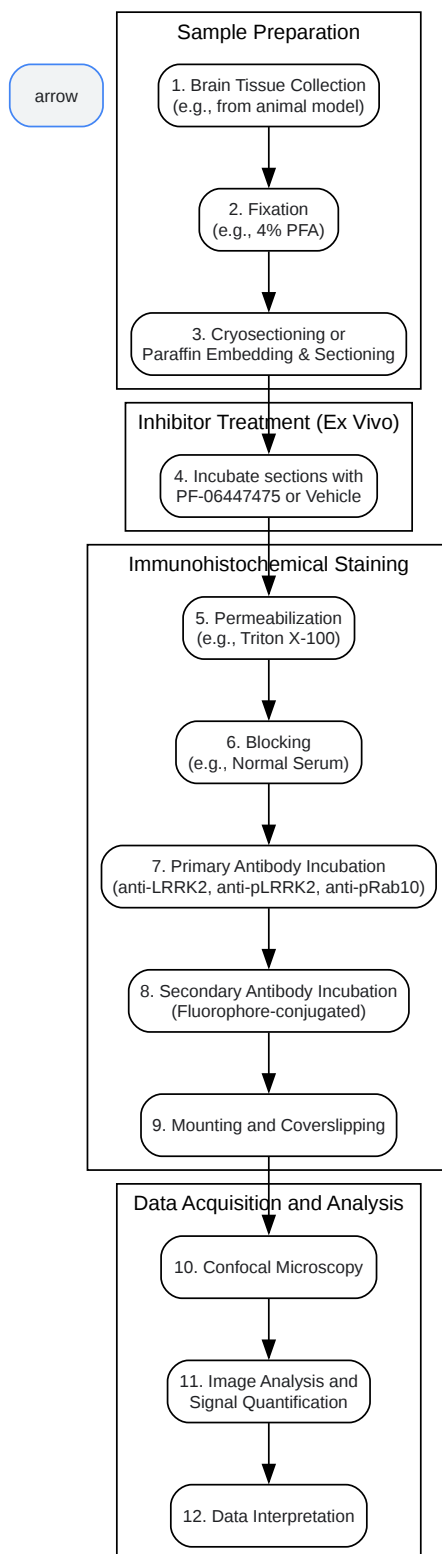 Sample Preparation
arrow
1. Brain Tissue Collection
(e.g., from animal model)
2. Fixation
(e.g., 4% PFA)
3. Cryosectioning or
Paraffin Embedding & Sectioning
Inhibitor Treatment (Ex Vivo)
4. Incubate sections with
PF-06447475 or Vehicle
Immunohistochemical Staining
5. Permeabilization
(e.g., Triton X-100)
6. Blocking
(e.g., Normal Serum)
7. Primary Antibody Incubation
(anti-LRRK2, anti-pLRRK2, anti-pRab10)
8. Secondary Antibody Incubation
(Fluorophore-conjugated)
9. Mounting and Coverslipping
Data Acquisition and Analysis
10. Confocal Microscopy
11. Image Analysis and
Signal Quantification
12. Data Interpretation